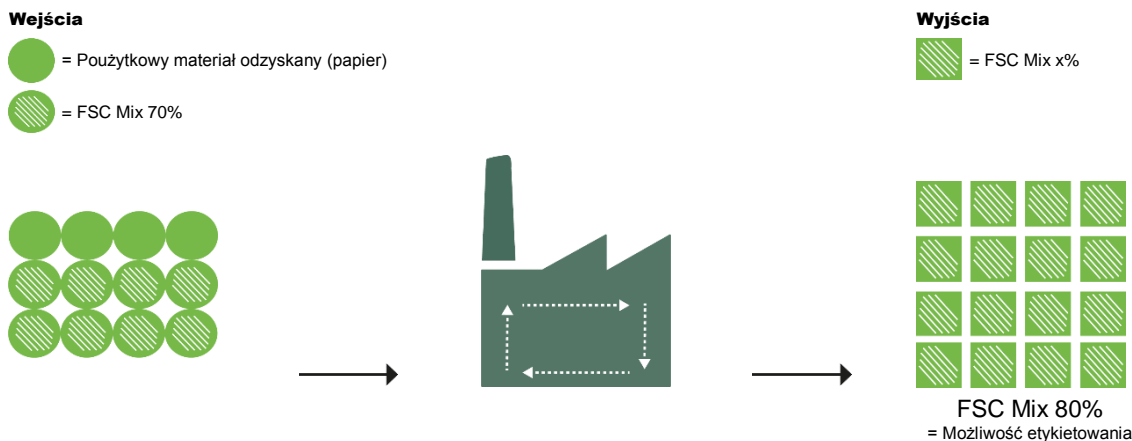 Wejścia
= Poużytkowy materiał odzyskany (papier)
= FSC Mix 70%
Wyjścia
= FSC Mix x%
FSC Mix 80%
= Możliwość etykietowania